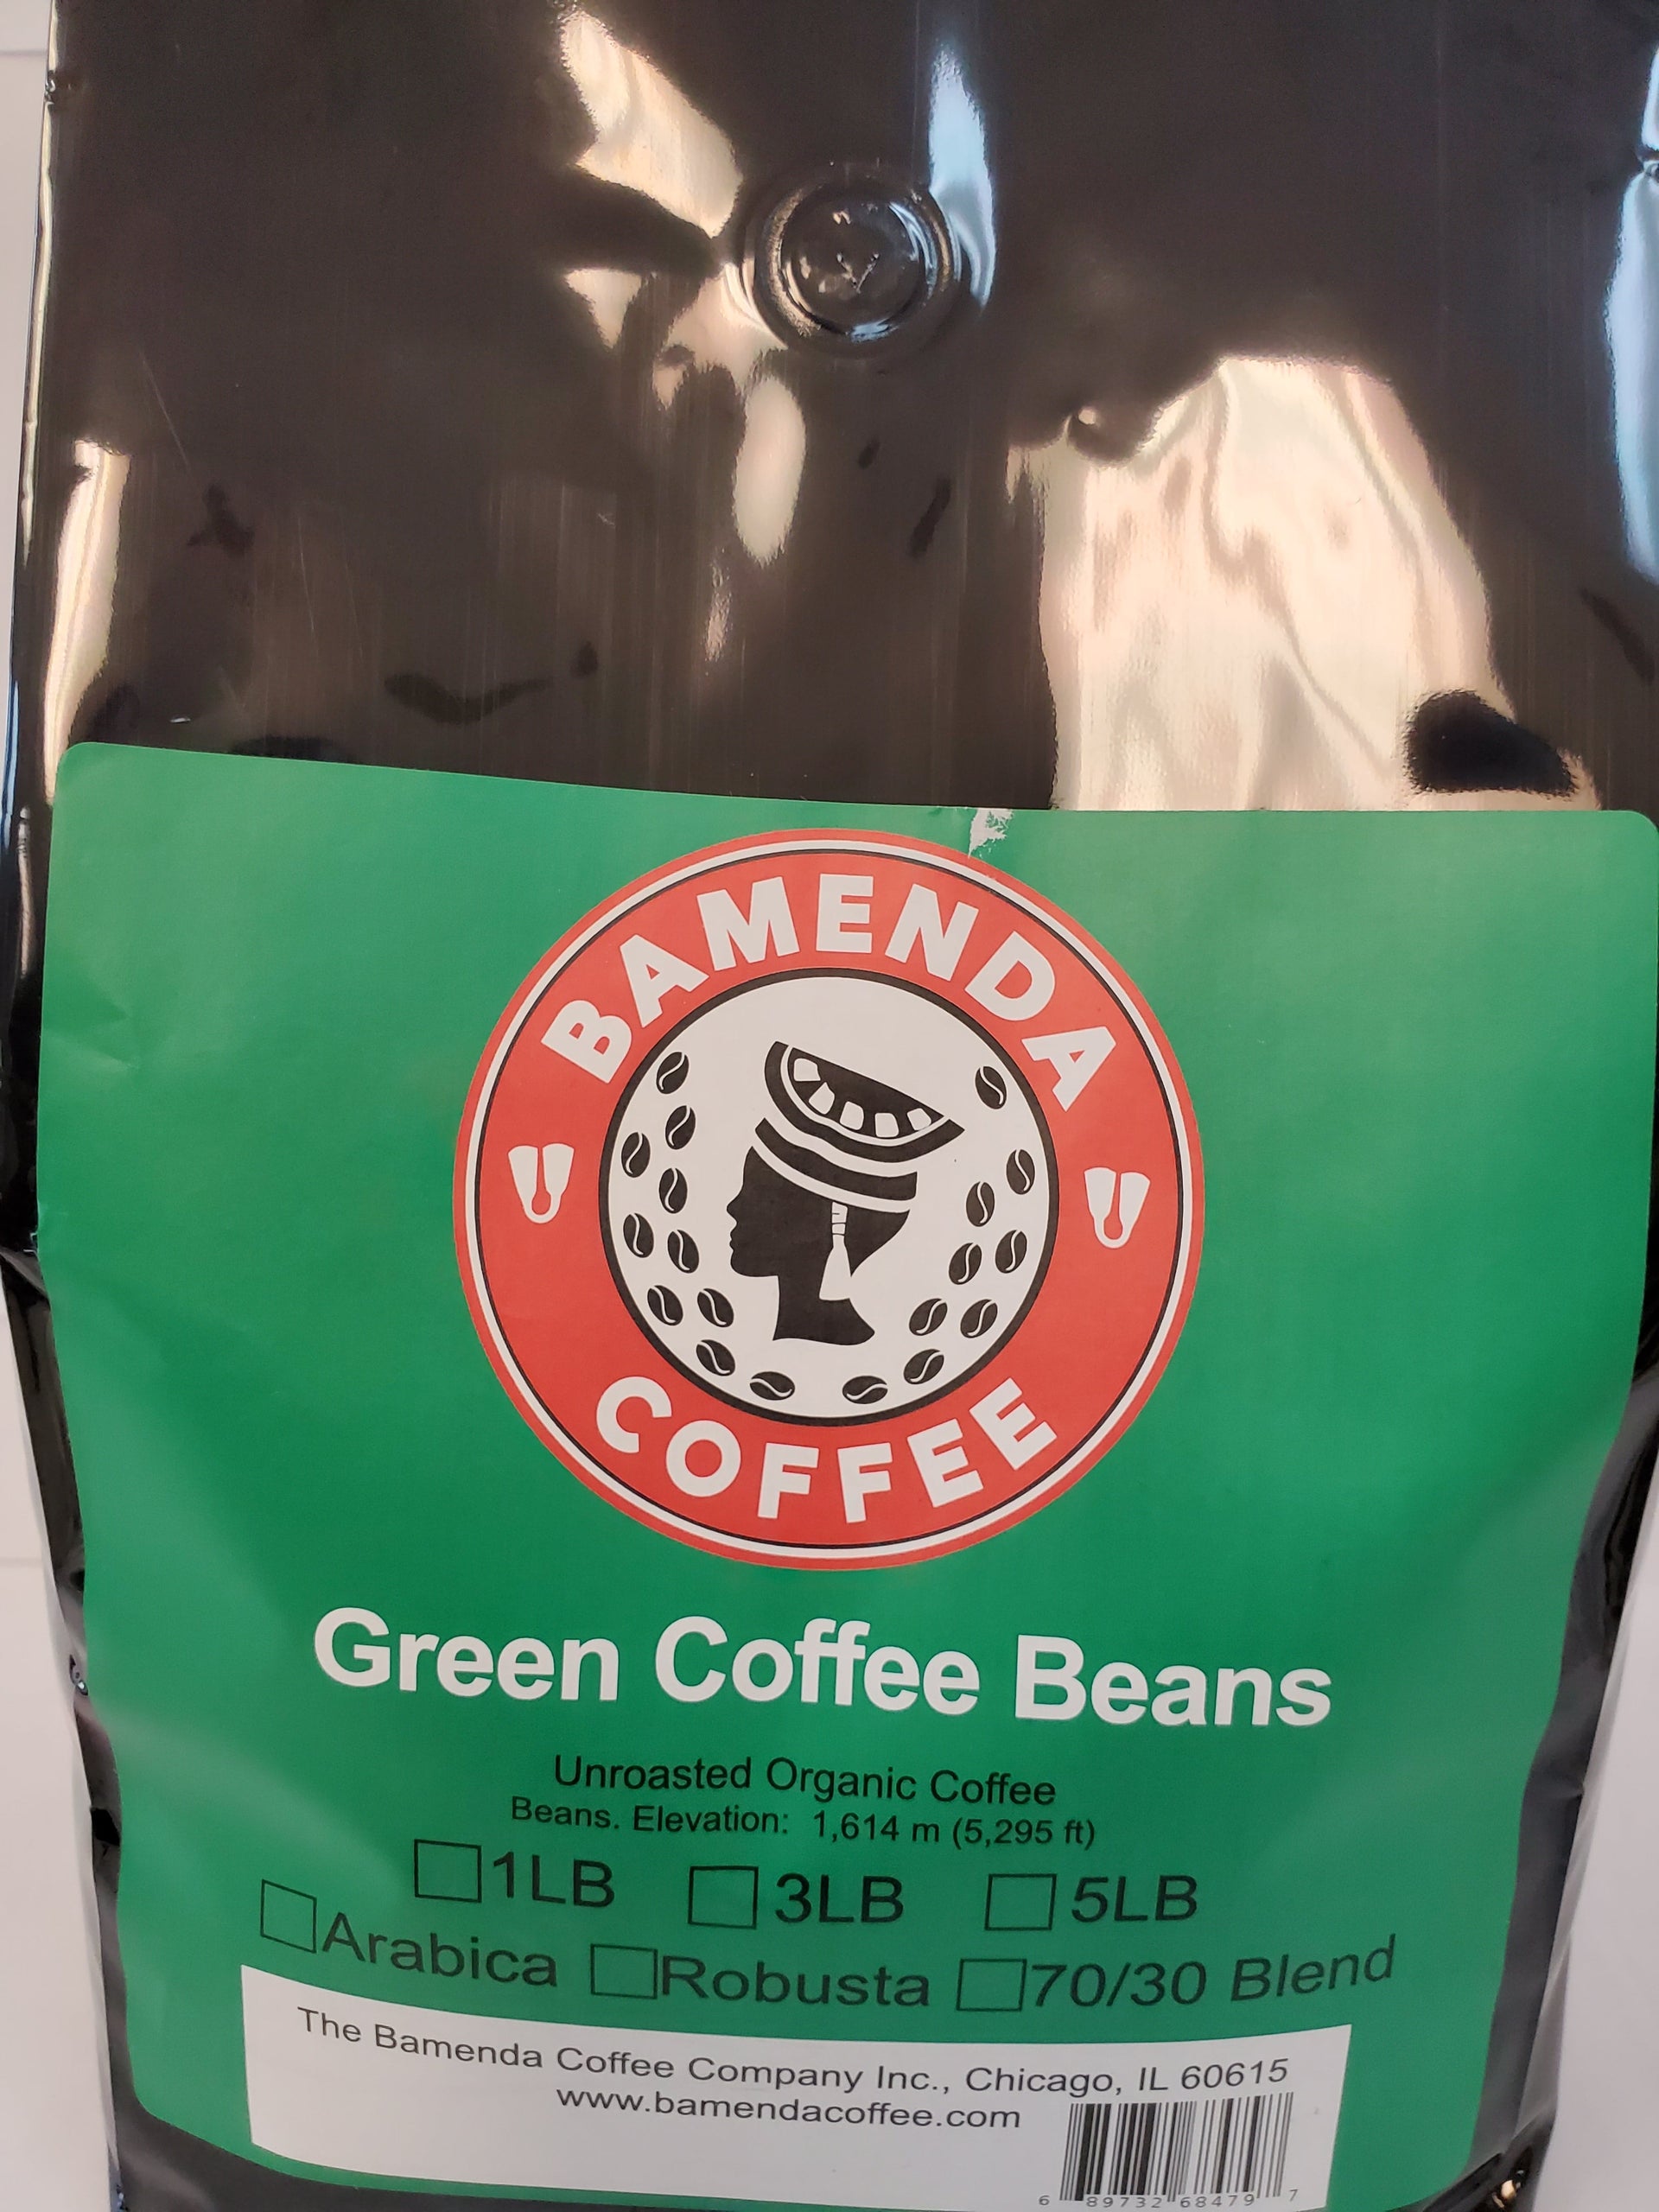 BAMENDA
COFFEE
Green Coffee Beans
Unroasted Organic Coffee
Beans. Elevation: 1,614 m (5,295 ft)
1LB 3LB 5LB
Arabica Robusta 70/30 Blend
The Bamenda Coffee Company Inc., Chicago, IL 60615
www.bamendacoffee.com
6 89732 68479 7